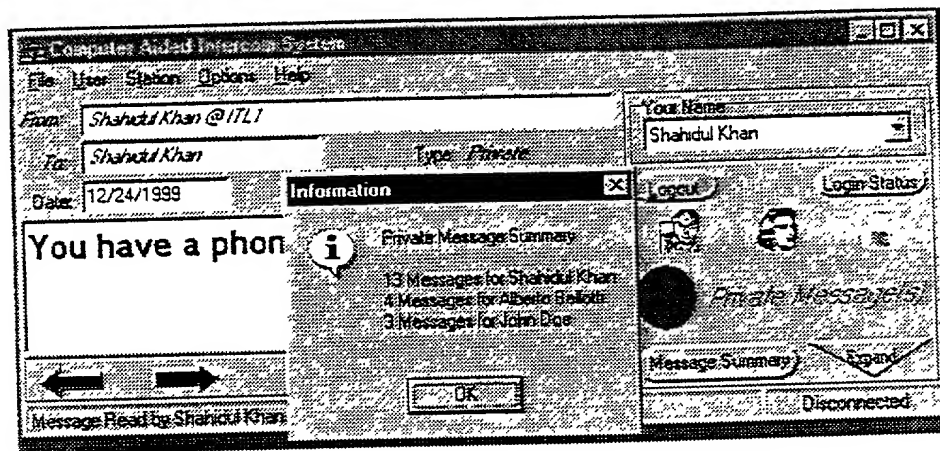 Computer Aided Intercom System
File User Station Options Help
From: Shahidul Khan @ ITL1
To: Shahidul Khan
Type: Private
Date: 12/24/1999
You have a phon
Message Read by Shahidul Khan
Information
Private Message Summary
13 Messages for Shahidul Khan
4 Messages for Alberto
3 Messages for John Doe
OK
Your Name
Shahidul Khan
Logout
Login Status
Private Message(s)
Message Summary
Expand
Disconnected